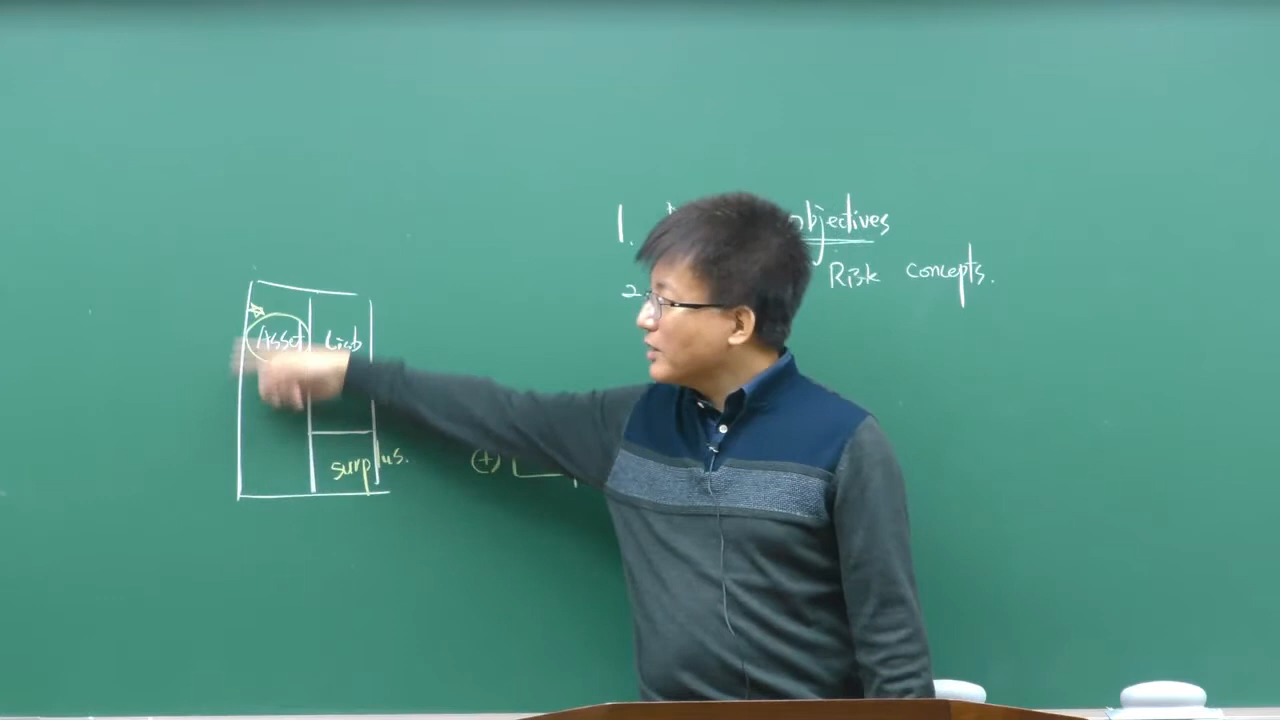 1. objectives
2. Risk concepts.
Asset Liab
surplus.
(+)